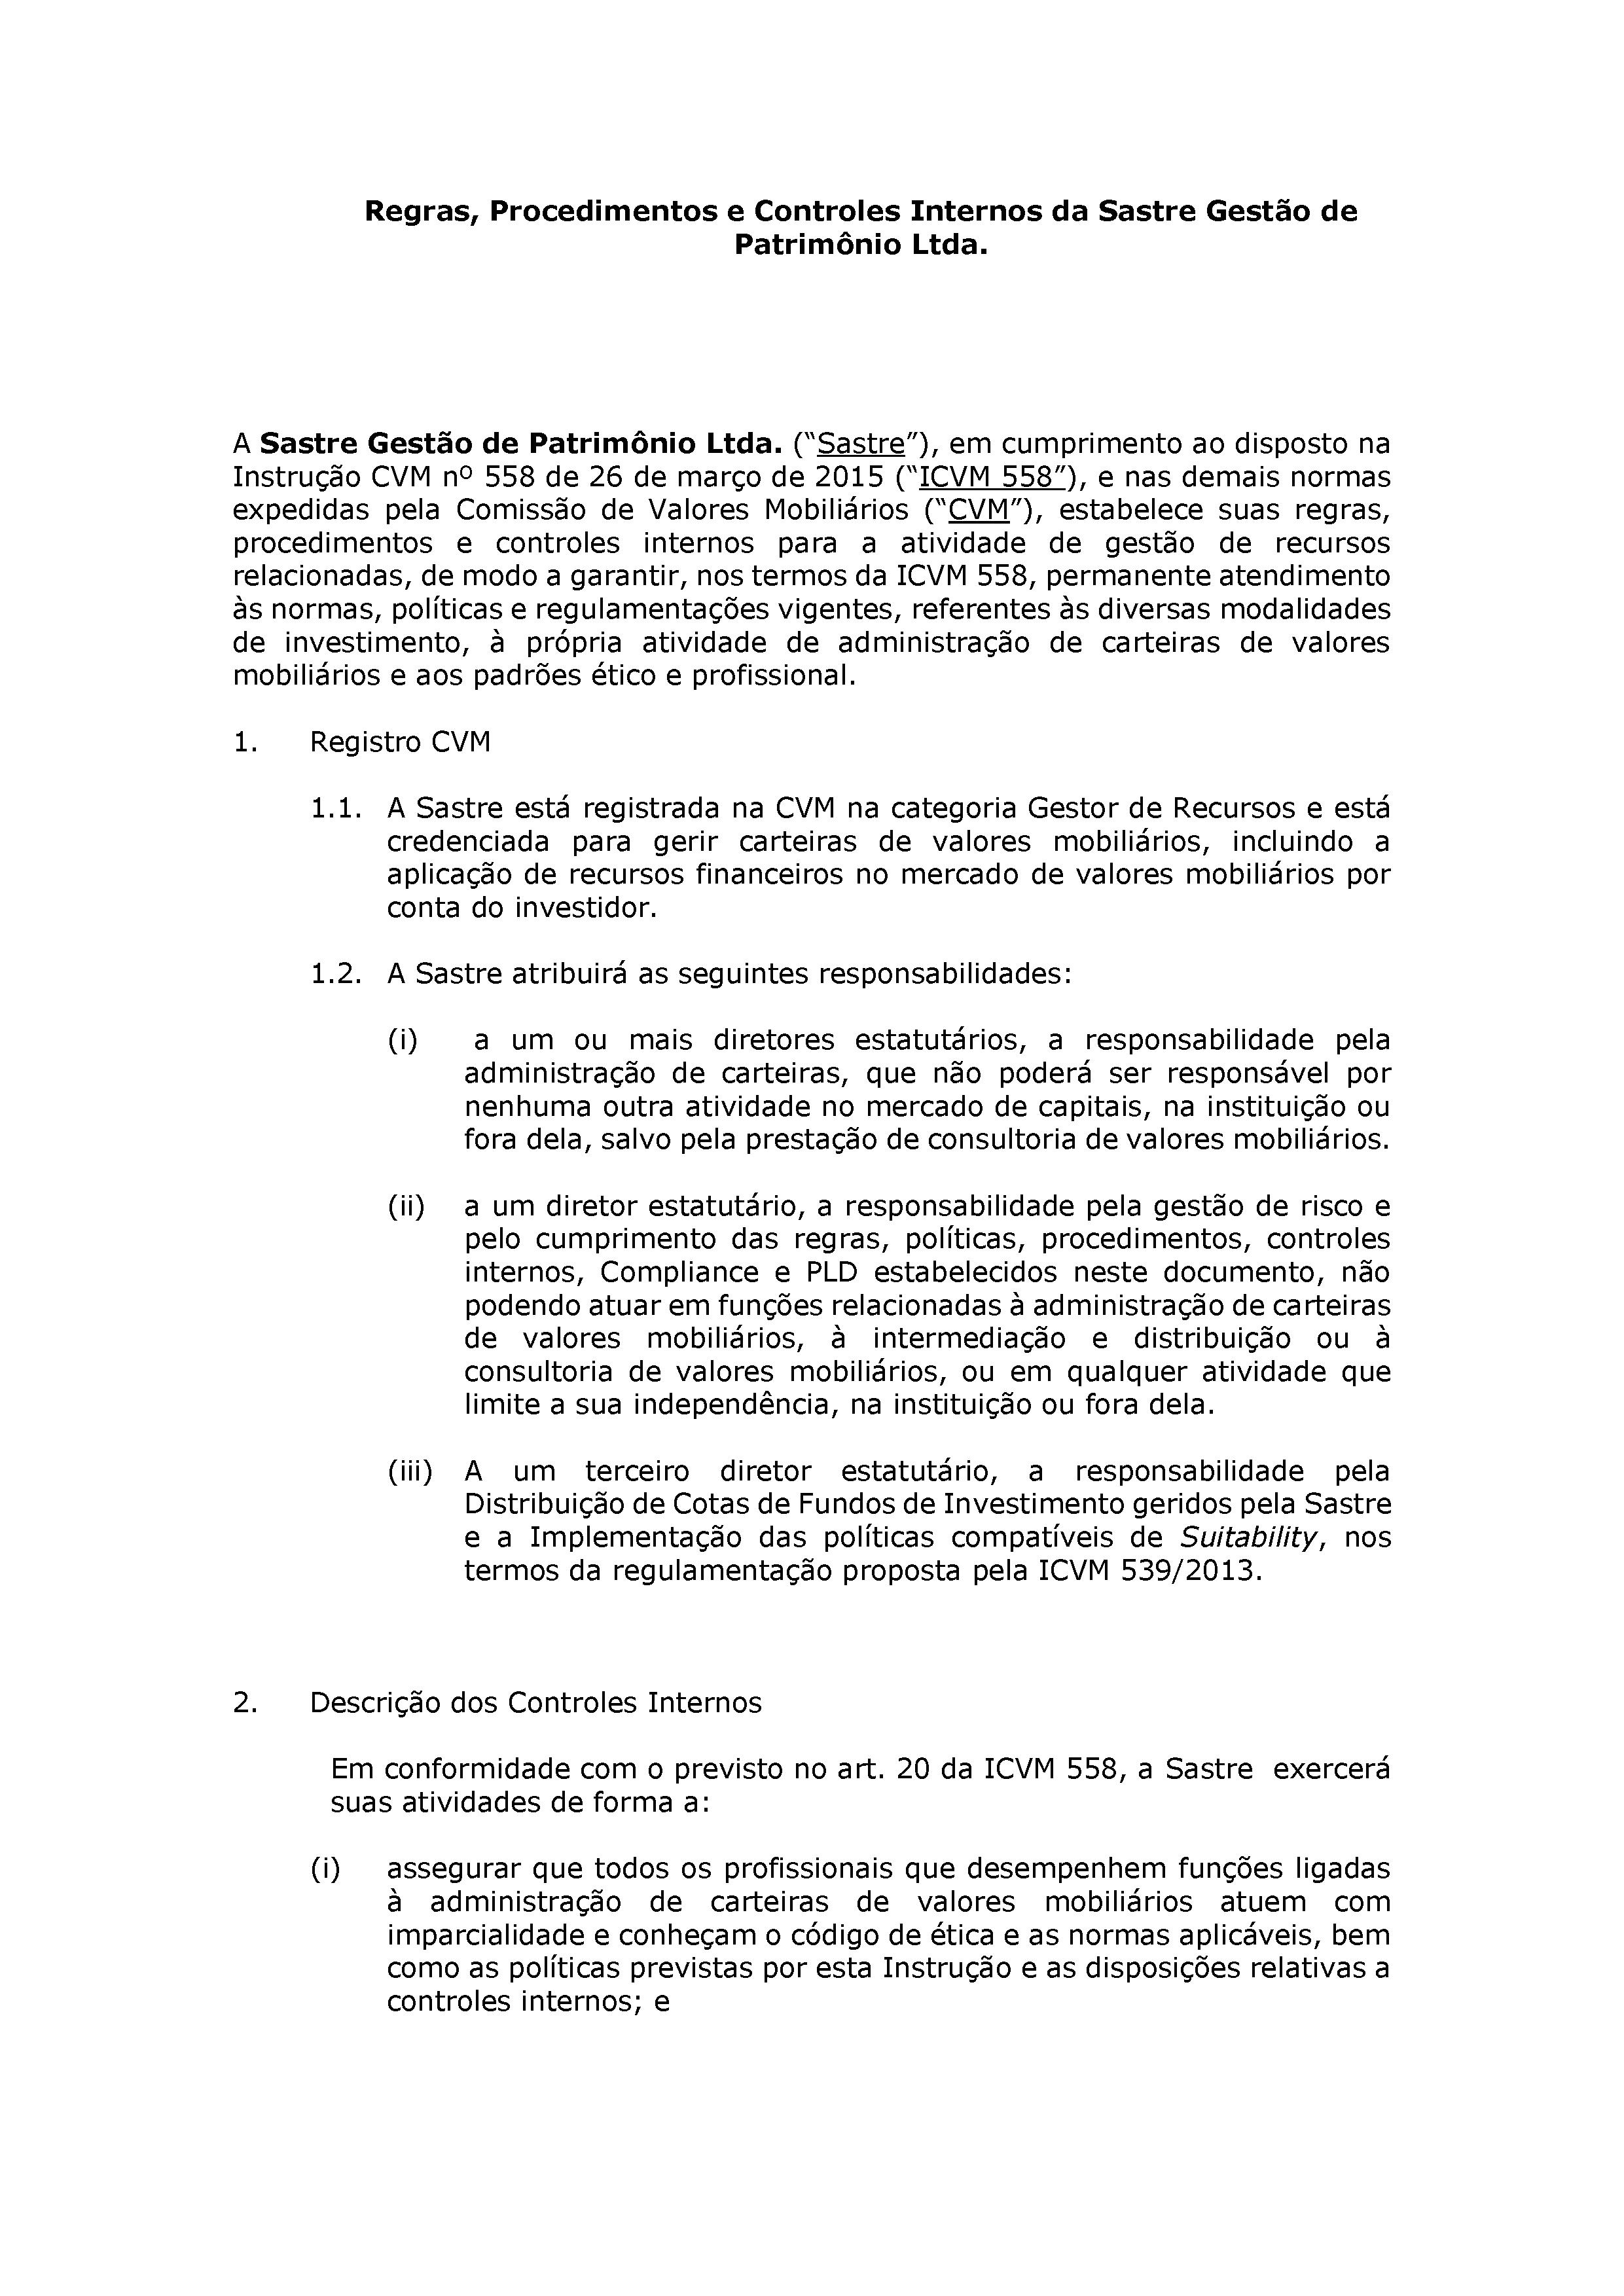 Regras, Procedimentos e Controles Internos da Sastre Gestão de
Patrimônio Ltda.
A Sastre Gestão de Patrimônio Ltda. (“Sastre”), em cumprimento ao disposto na
Instrução CVM nº 558 de 26 de março de 2015 (“ICVM 558”), e nas demais normas
expedidas pela Comissão de Valores Mobiliários (“CVM”), estabelece suas regras,
procedimentos e controles internos para a atividade de gestão de recursos
relacionadas, de modo a garantir, nos termos da ICVM 558, permanente atendimento
às normas, políticas e regulamentações vigentes, referentes às diversas modalidades
de investimento, à própria atividade de administração de carteiras de valores
mobiliários e aos padrões ético e profissional.
1. Registro CVM
1.1. A Sastre está registrada na CVM na categoria Gestor de Recursos e está
credenciada para gerir carteiras de valores mobiliários, incluindo a
aplicação de recursos financeiros no mercado de valores mobiliários por
conta do investidor.
1.2. A Sastre atribuirá as seguintes responsabilidades:
(i) a um ou mais diretores estatutários, a responsabilidade pela
administração de carteiras, que não poderá ser responsável por
nenhuma outra atividade no mercado de capitais, na instituição ou
fora dela, salvo pela prestação de consultoria de valores mobiliários.
(ii) a um diretor estatutário, a responsabilidade pela gestão de risco e
pelo cumprimento das regras, políticas, procedimentos, controles
internos, Compliance e PLD estabelecidos neste documento, não
podendo atuar em funções relacionadas à administração de carteiras
de valores mobiliários, à intermediação e distribuição ou à
consultoria de valores mobiliários, ou em qualquer atividade que
limite a sua independência, na instituição ou fora dela.
(iii) A um terceiro diretor estatutário, a responsabilidade pela
Distribuição de Cotas de Fundos de Investimento geridos pela Sastre
e a Implementação das políticas compatíveis de Suitability, nos
termos da regulamentação proposta pela ICVM 539/2013.
2. Descrição dos Controles Internos
Em conformidade com o previsto no art. 20 da ICVM 558, a Sastre exercerá
suas atividades de forma a:
(i) assegurar que todos os profissionais que desempenhem funções ligadas
à administração de carteiras de valores mobiliários atuem com
imparcialidade e conheçam o código de ética e as normas aplicáveis, bem
como as políticas previstas por esta Instrução e as disposições relativas a
controles internos; e